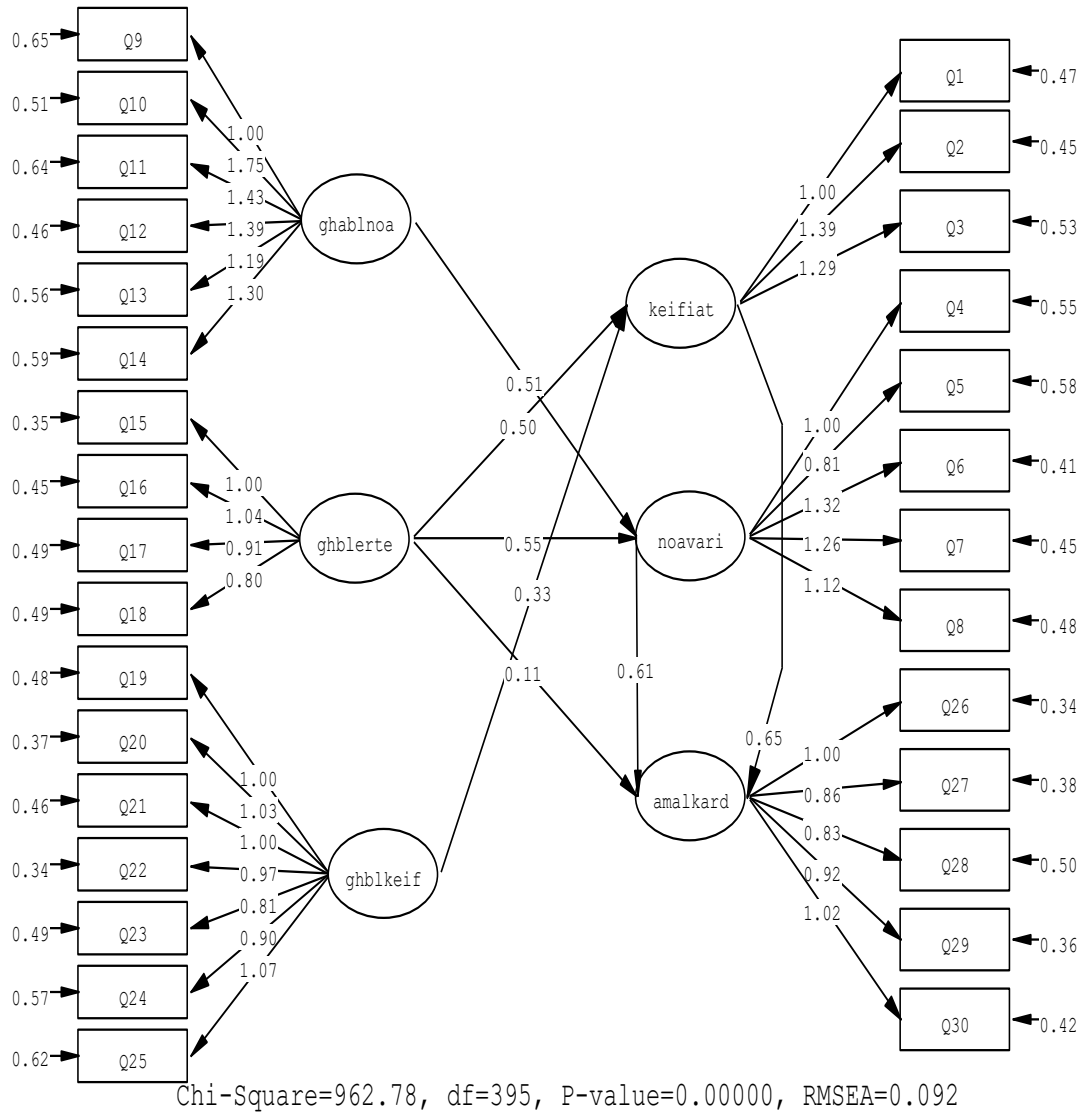 0.65 Q9
0.51 Q10
0.64 Q11
0.46 Q12
0.56 Q13
0.59 Q14
0.35 Q15
0.45 Q16
0.49 Q17
0.49 Q18
0.48 Q19
0.37 Q20
0.46 Q21
0.34 Q22
0.49 Q23
0.57 Q24
0.62 Q25
1.00
1.75
1.43
1.39
1.19
1.30
1.00
1.04
0.91
0.80
1.00
1.03
1.00
0.97
0.81
0.90
1.07
ghablnoa
ghblerte
ghblkeif
0.51
0.50
0.55
0.33
0.11
0.61
0.65
keifiat
noavari
amalkard
1.00
1.39
1.29
1.00
0.81
1.32
1.26
1.12
1.00
0.86
0.83
0.92
1.02
Q1 0.47
Q2 0.45
Q3 0.53
Q4 0.55
Q5 0.58
Q6 0.41
Q7 0.45
Q8 0.48
Q26 0.34
Q27 0.38
Q28 0.50
Q29 0.36
Q30 0.42
Chi-Square=962.78, df=395, P-value=0.00000, RMSEA=0.092